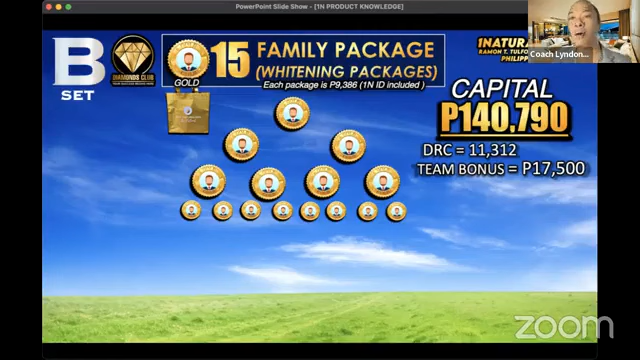 PowerPoint Slide Show - [1N PRODUCT KNOWLEDGE]
B
SET
DIAMONDS CLUB
GOLD
15 FAMILY PACKAGE
(WHITENING PACKAGES)
Each package is P9,386 (1N ID included )
1NATURA
RAMON T. TULFO
PHILIPP
Coach Lyndon...
CAPITAL
P140,790
DRC = 11,312
TEAM BONUS = P17,500
zoom